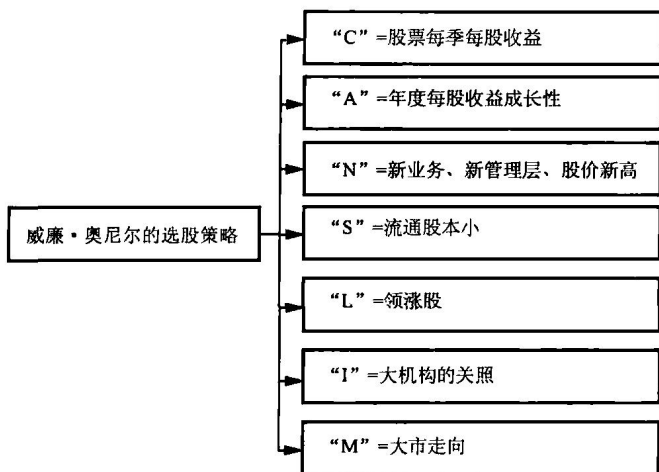 “C”=股票每季每股收益
“A”=年度每股收益成长性
“N”=新业务、新管理层、股价新高
威廉·奥尼尔的选股策略
“S”=流通股本小
“L”=领涨股
“I”=大机构的关照
“M”=大市走向